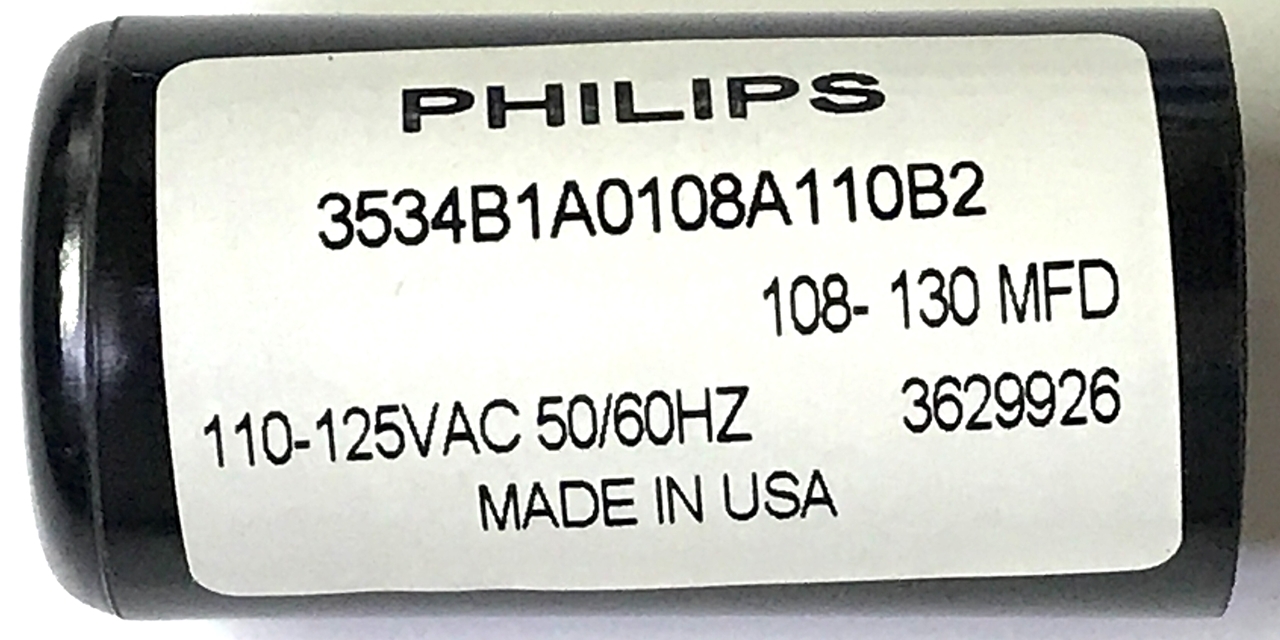 PHILIPS
3534B1A0108A110B2
108- 130 MFD
110-125VAC 50/60HZ 3629926
MADE IN USA